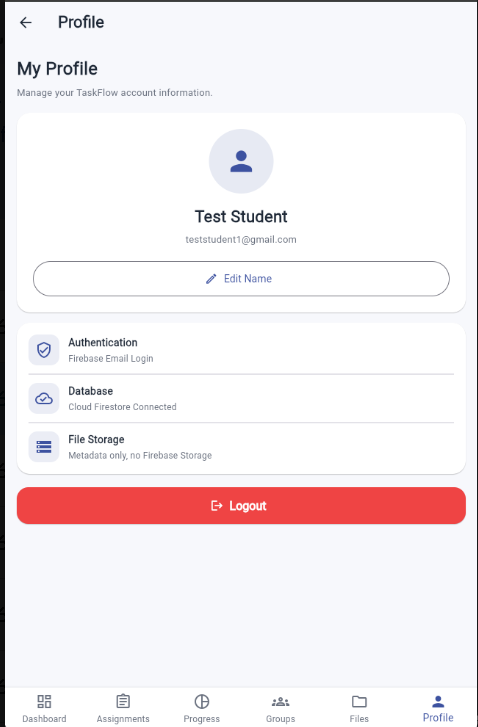 Profile
My Profile
Manage your TaskFlow account information.
Test Student
teststudent1@gmail.com
Edit Name
Authentication
Firebase Email Login
Database
Cloud Firestore Connected
File Storage
Metadata only, no Firebase Storage
Logout
Dashboard Assignments Progress Groups Files Profile